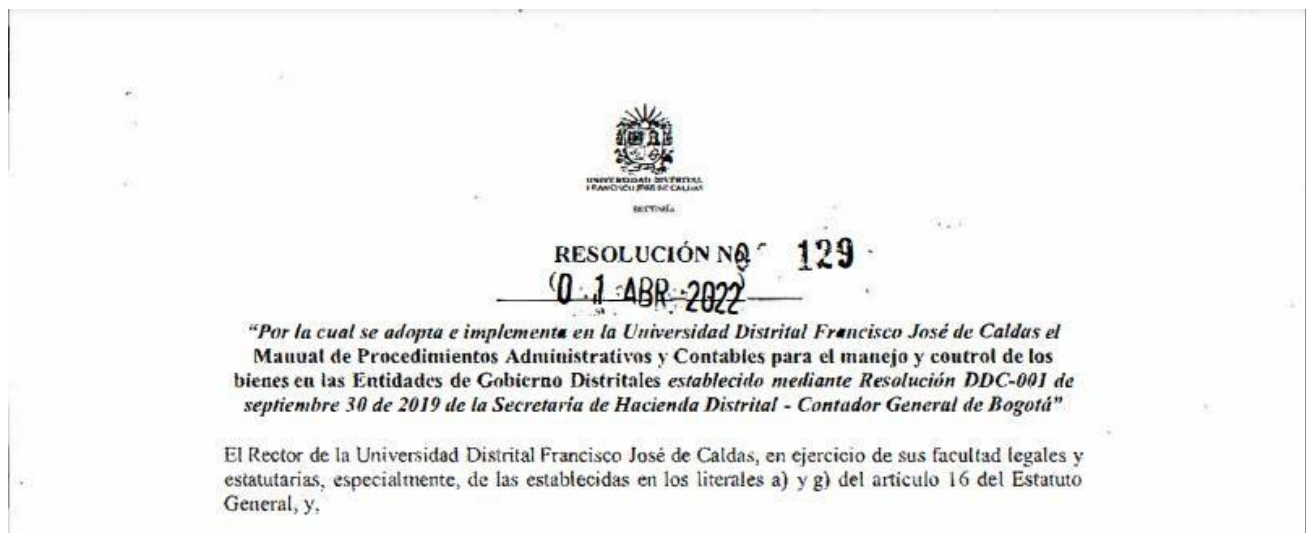 UNIVERSIDAD DISTRITAL
FRANCISCO JOSÉ DE CALDAS
RECTORÍA
RESOLUCIÓN No. 129
(01 ABR 2022)
“Por la cual se adopta e implementa en la Universidad Distrital Francisco José de Caldas el
Manual de Procedimientos Administrativos y Contables para el manejo y control de los
bienes en las Entidades de Gobierno Distritales establecido mediante Resolución DDC-001 de
septiembre 30 de 2019 de la Secretaría de Hacienda Distrital - Contador General de Bogotá”
El Rector de la Universidad Distrital Francisco José de Caldas, en ejercicio de sus facultad legales y
estatutarias, especialmente, de las establecidas en los literales a) y g) del articulo 16 del Estatuto
General, y,